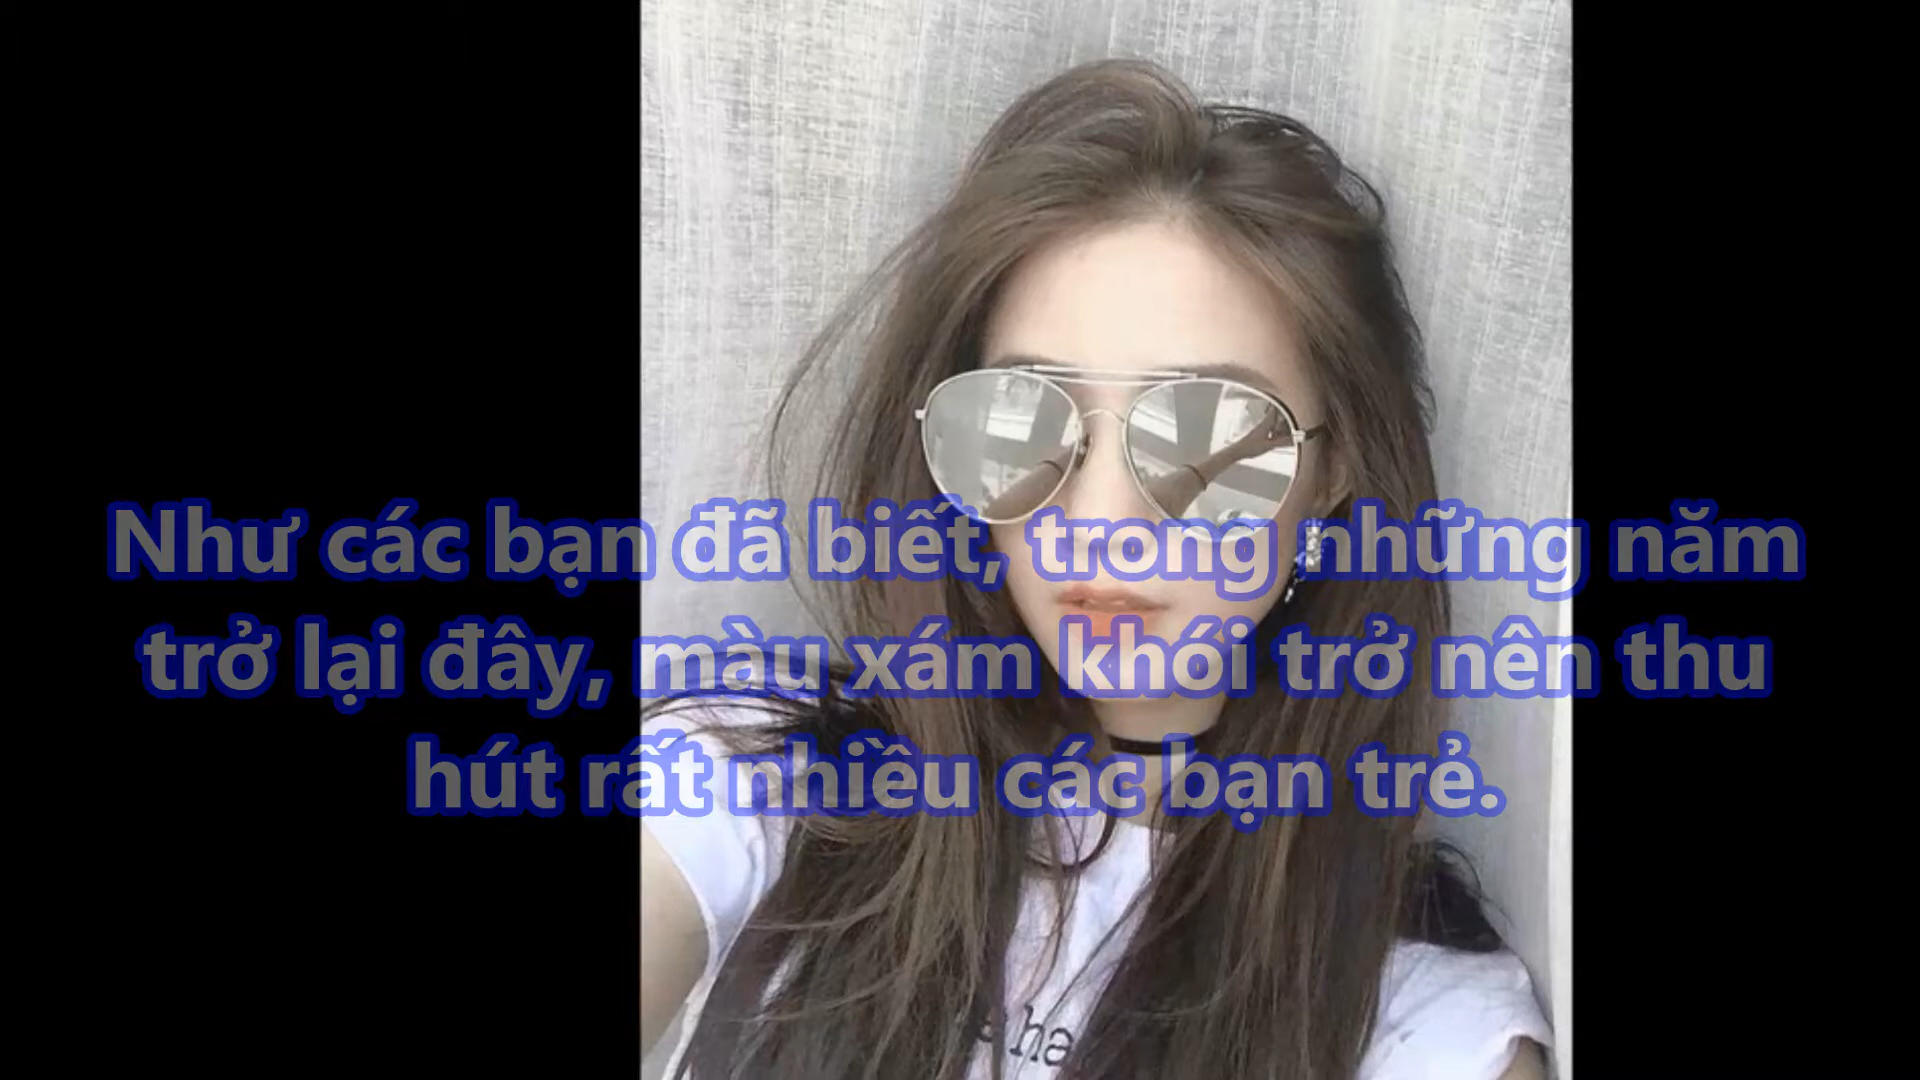 Như các bạn đã biết, trong những năm
trở lại đây, màu xám khói trở nên thu
hút rất nhiều các bạn trẻ.
ha